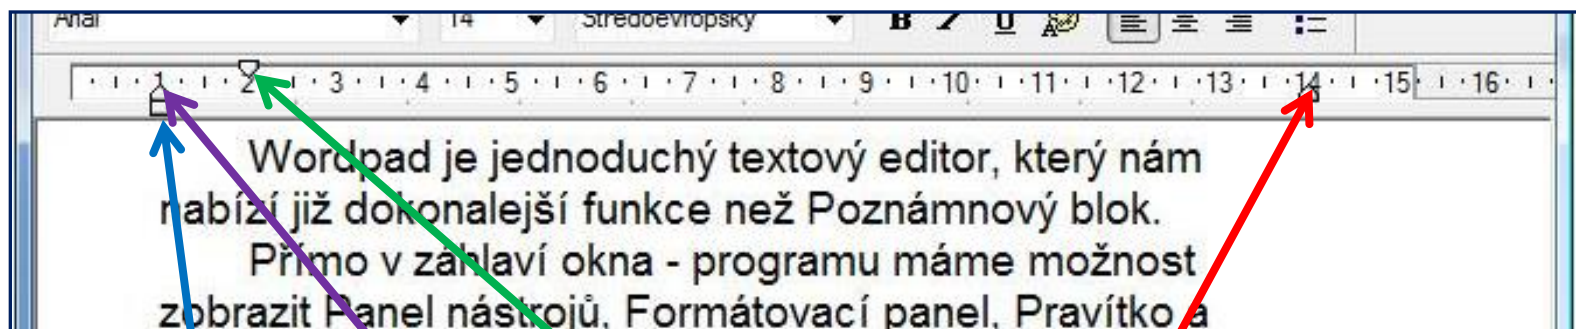 Arial 14 Středoevropský B U
1 2 3 4 5 6 7 8 9 10 11 12 13 14 15 16
Wordpad je jednoduchý textový editor, který nám
nabízí již dokonalejší funkce než Poznámnový blok.
Přímo v záhlaví okna - programu máme možnost
zobrazit Panel nástrojů, Formátovací panel, Pravítko a